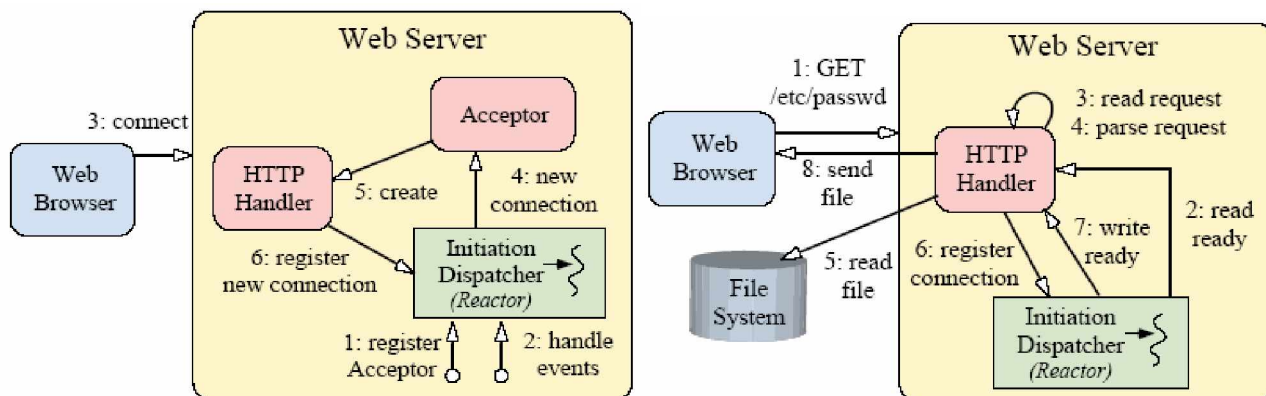 Web Server
3: connect
Acceptor
Web
Browser
HTTP
Handler
5: create
4: new
connection
6: register
new connection
Initiation
Dispatcher
(Reactor)
1: register
Acceptor
2: handle
events
Web Server
1: GET
/etc/passwd
3: read request
4: parse request
Web
Browser
HTTP
Handler
8: send
file
2: read
ready
7: write
ready
6: register
connection
5: read
file
File
System
Initiation
Dispatcher
(Reactor)